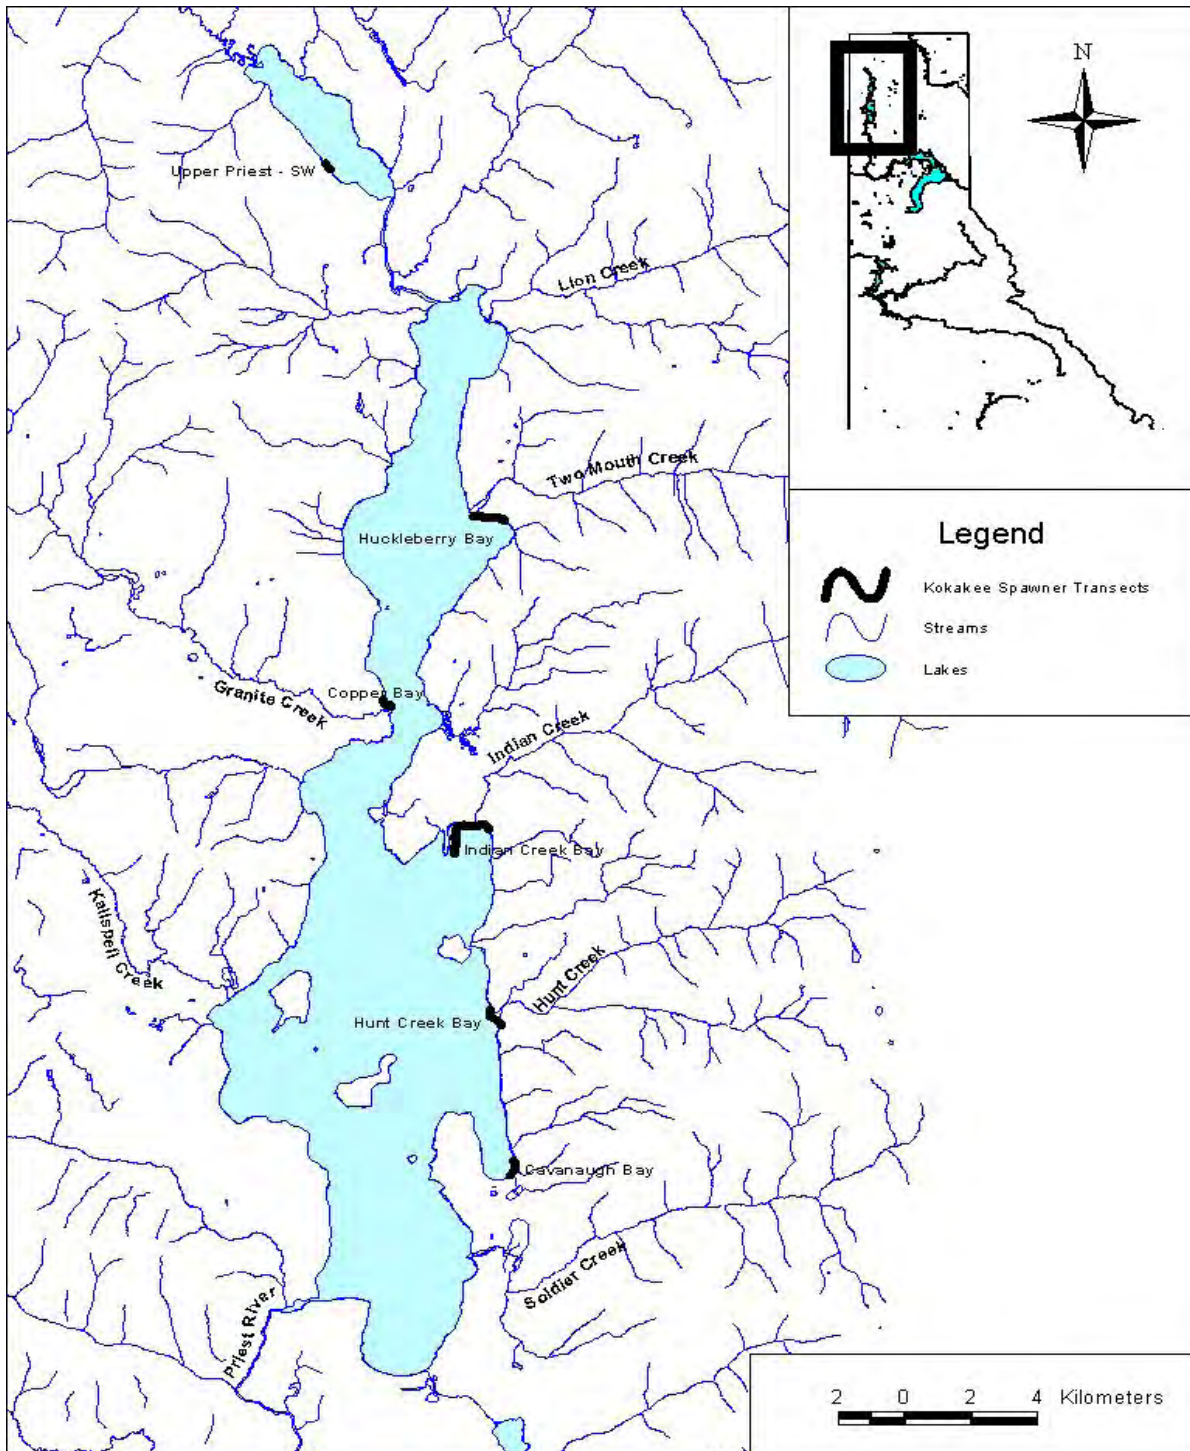 N
Upper Priest - SW
Lion Creek
Two Mouth Creek
Huckleberry Bay
Legend
Kokakee Spawner Transects
Streams
Lakes
Copper Bay
Granite Creek
Indian Creek
Indian Creek Bay
Kalispell Creek
Hunt Creek
Hunt Creek Bay
Cavanaugh Bay
Soldier Creek
Priest River
2 0 2 4 Kilometers